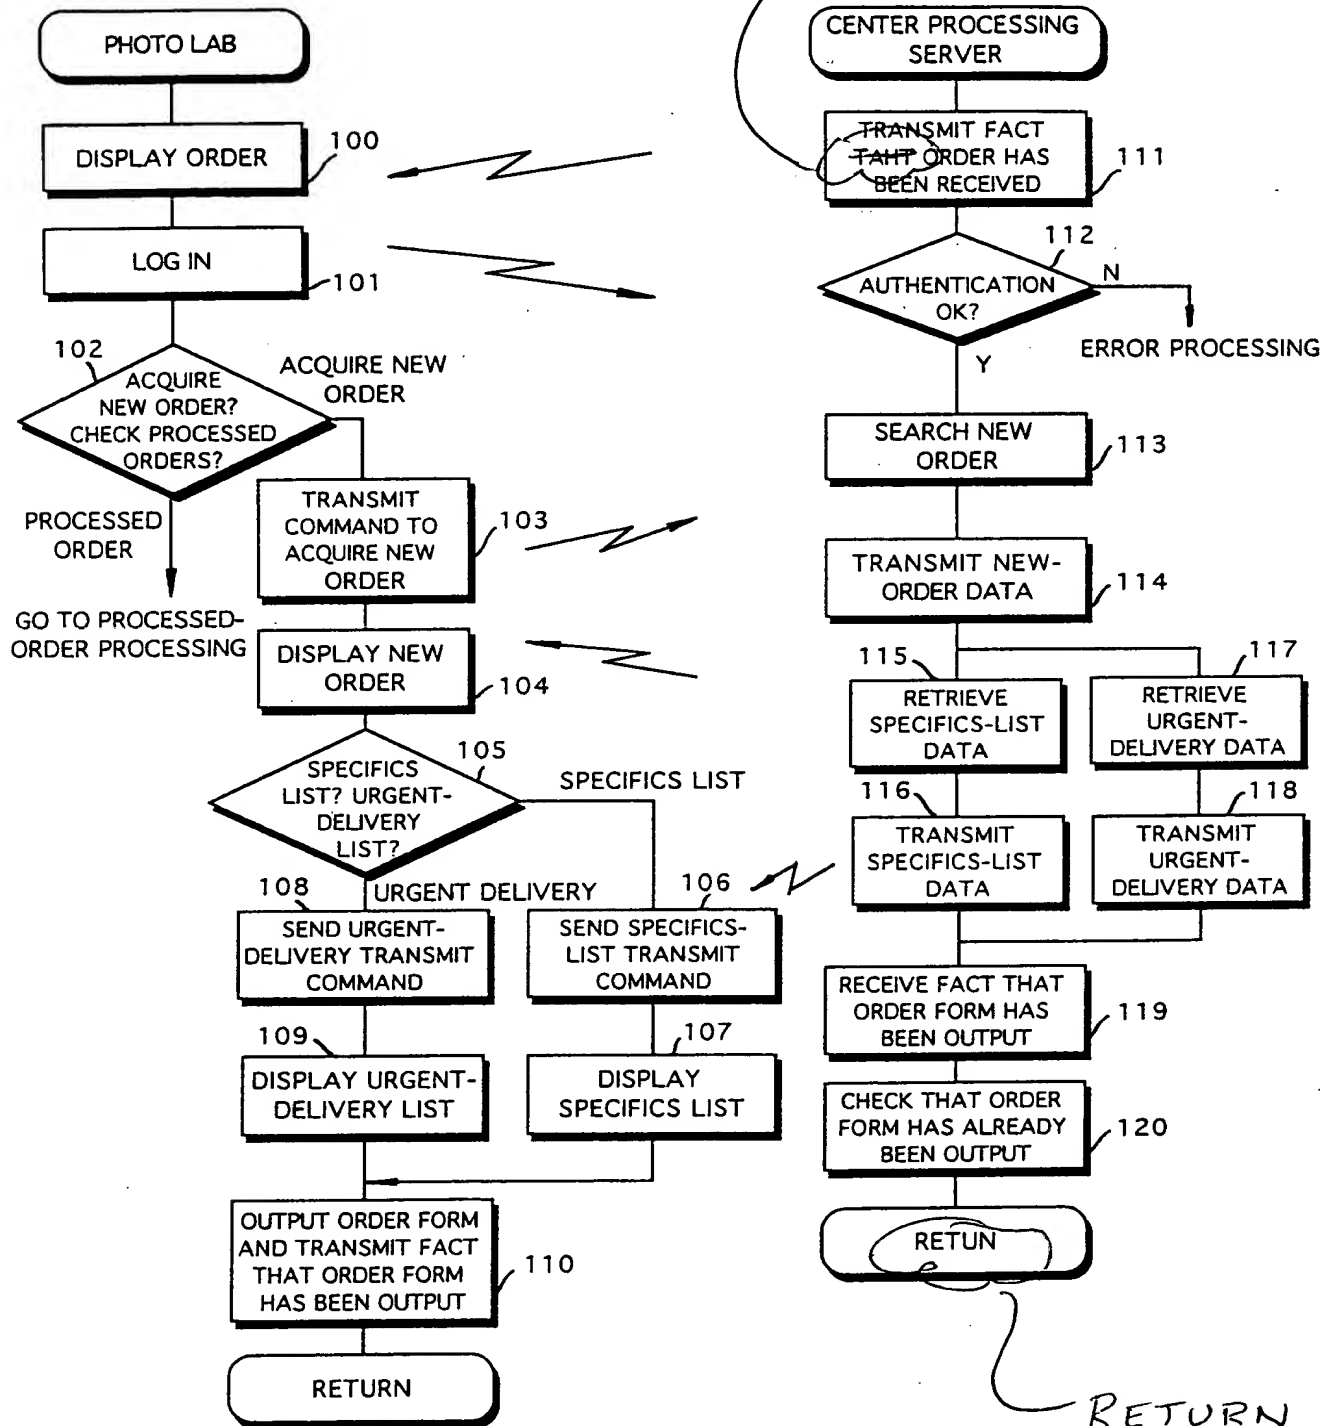 PHOTO LAB
DISPLAY ORDER
100
LOG IN
101
102
ACQUIRE
NEW ORDER?
CHECK PROCESSED
ORDERS?
ACQUIRE NEW
ORDER
PROCESSED
ORDER
GO TO PROCESSED-
ORDER PROCESSING
TRANSMIT
COMMAND TO
ACQUIRE NEW
ORDER
103
DISPLAY NEW
ORDER
104
105
SPECIFICS
LIST? URGENT-
DELIVERY
LIST?
SPECIFICS LIST
URGENT DELIVERY
108
SEND URGENT-
DELIVERY TRANSMIT
COMMAND
106
SEND SPECIFICS-
LIST TRANSMIT
COMMAND
109
DISPLAY URGENT-
DELIVERY LIST
107
DISPLAY
SPECIFICS LIST
OUTPUT ORDER FORM
AND TRANSMIT FACT
THAT ORDER FORM
HAS BEEN OUTPUT
110
RETURN
CENTER PROCESSING
SERVER
TRANSMIT FACT
TAHT ORDER HAS
BEEN RECEIVED
111
112
AUTHENTICATION
OK?
N
ERROR PROCESSING
Y
SEARCH NEW
ORDER
113
TRANSMIT NEW-
ORDER DATA
114
115
RETRIEVE
SPECIFICS-LIST
DATA
117
RETRIEVE
URGENT-
DELIVERY DATA
116
TRANSMIT
SPECIFICS-LIST
DATA
118
TRANSMIT
URGENT-
DELIVERY DATA
RECEIVE FACT THAT
ORDER FORM HAS
BEEN OUTPUT
119
CHECK THAT ORDER
FORM HAS ALREADY
BEEN OUTPUT
120
RETUN
RETURN